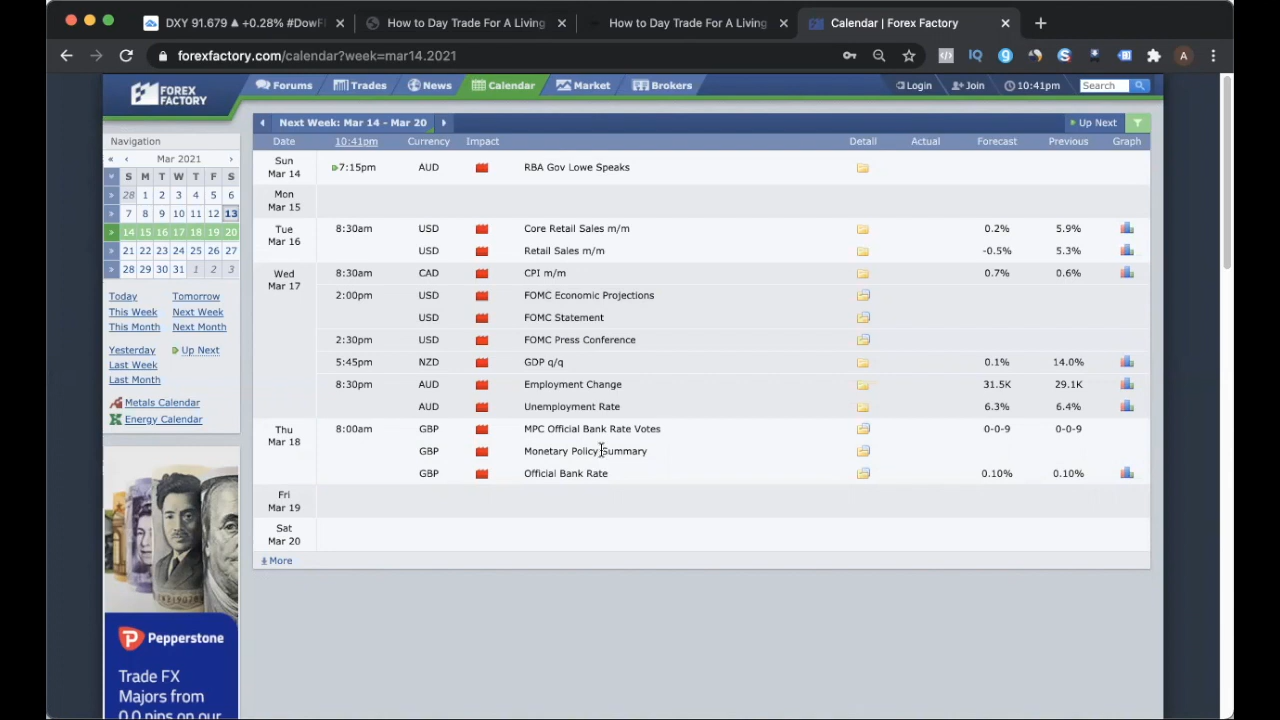 DXY 91.679 ▲ +0.28% #DowFi
How to Day Trade For A Living
How to Day Trade For A Living
Calendar | Forex Factory
forexfactory.com/calendar?week=mar14.2021
IQ
A
FOREX FACTORY
Forums
Trades
News
Calendar
Market
Brokers
Login
Join
10:41pm
Search
Navigation
« ‹ Mar 2021 ›
S M T W T F S
28 1 2 3 4 5 6
7 8 9 10 11 12 13
14 15 16 17 18 19 20
21 22 23 24 25 26 27
28 29 30 31 1 2 3
Today Tomorrow
This Week Next Week
This Month Next Month
Yesterday Up Next
Last Week
Last Month
Metals Calendar
Energy Calendar
Next Week: Mar 14 - Mar 20
Up Next
Date 10:41pm Currency Impact Detail Actual Forecast Previous Graph
Sun Mar 14 7:15pm AUD RBA Gov Lowe Speaks
Mon Mar 15
Tue Mar 16 8:30am USD Core Retail Sales m/m 0.2% 5.9%
USD Retail Sales m/m -0.5% 5.3%
Wed Mar 17 8:30am CAD CPI m/m 0.7% 0.6%
2:00pm USD FOMC Economic Projections
USD FOMC Statement
2:30pm USD FOMC Press Conference
5:45pm NZD GDP q/q 0.1% 14.0%
8:30pm AUD Employment Change 31.5K 29.1K
AUD Unemployment Rate 6.3% 6.4%
Thu Mar 18 8:00am GBP MPC Official Bank Rate Votes 0-0-9 0-0-9
GBP Monetary Policy Summary
GBP Official Bank Rate 0.10% 0.10%
Fri Mar 19
Sat Mar 20
More
Pepperstone
Trade FX
Majors from
0.0 pips on our